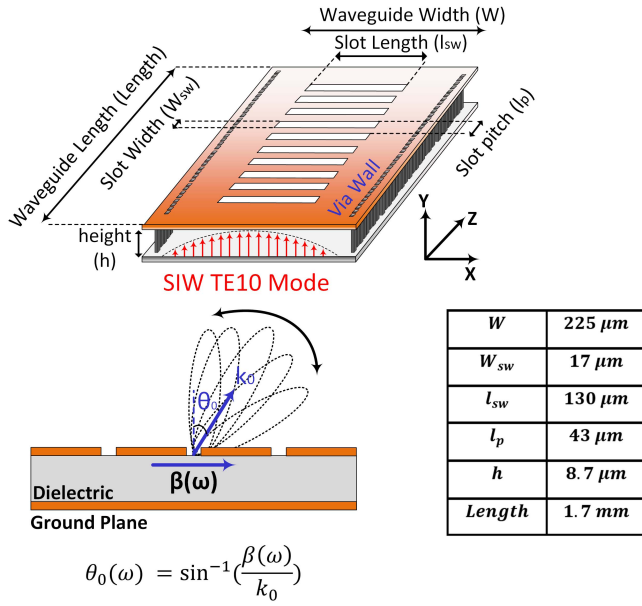 Waveguide Width (W)
Slot Length (lsw)
Waveguide Length (Length)
Slot Width (Wsw)
Slot pitch (lp)
Via Wall
height
(h)
SIW TE10 Mode
Y
Z
X
k0
θ0
β(ω)
Dielectric
Ground Plane
θ0(ω) = sin−1(β(ω)/k0)
W 225 μm
Wsw 17 μm
lsw 130 μm
lp 43 μm
h 8.7 μm
Length 1.7 mm